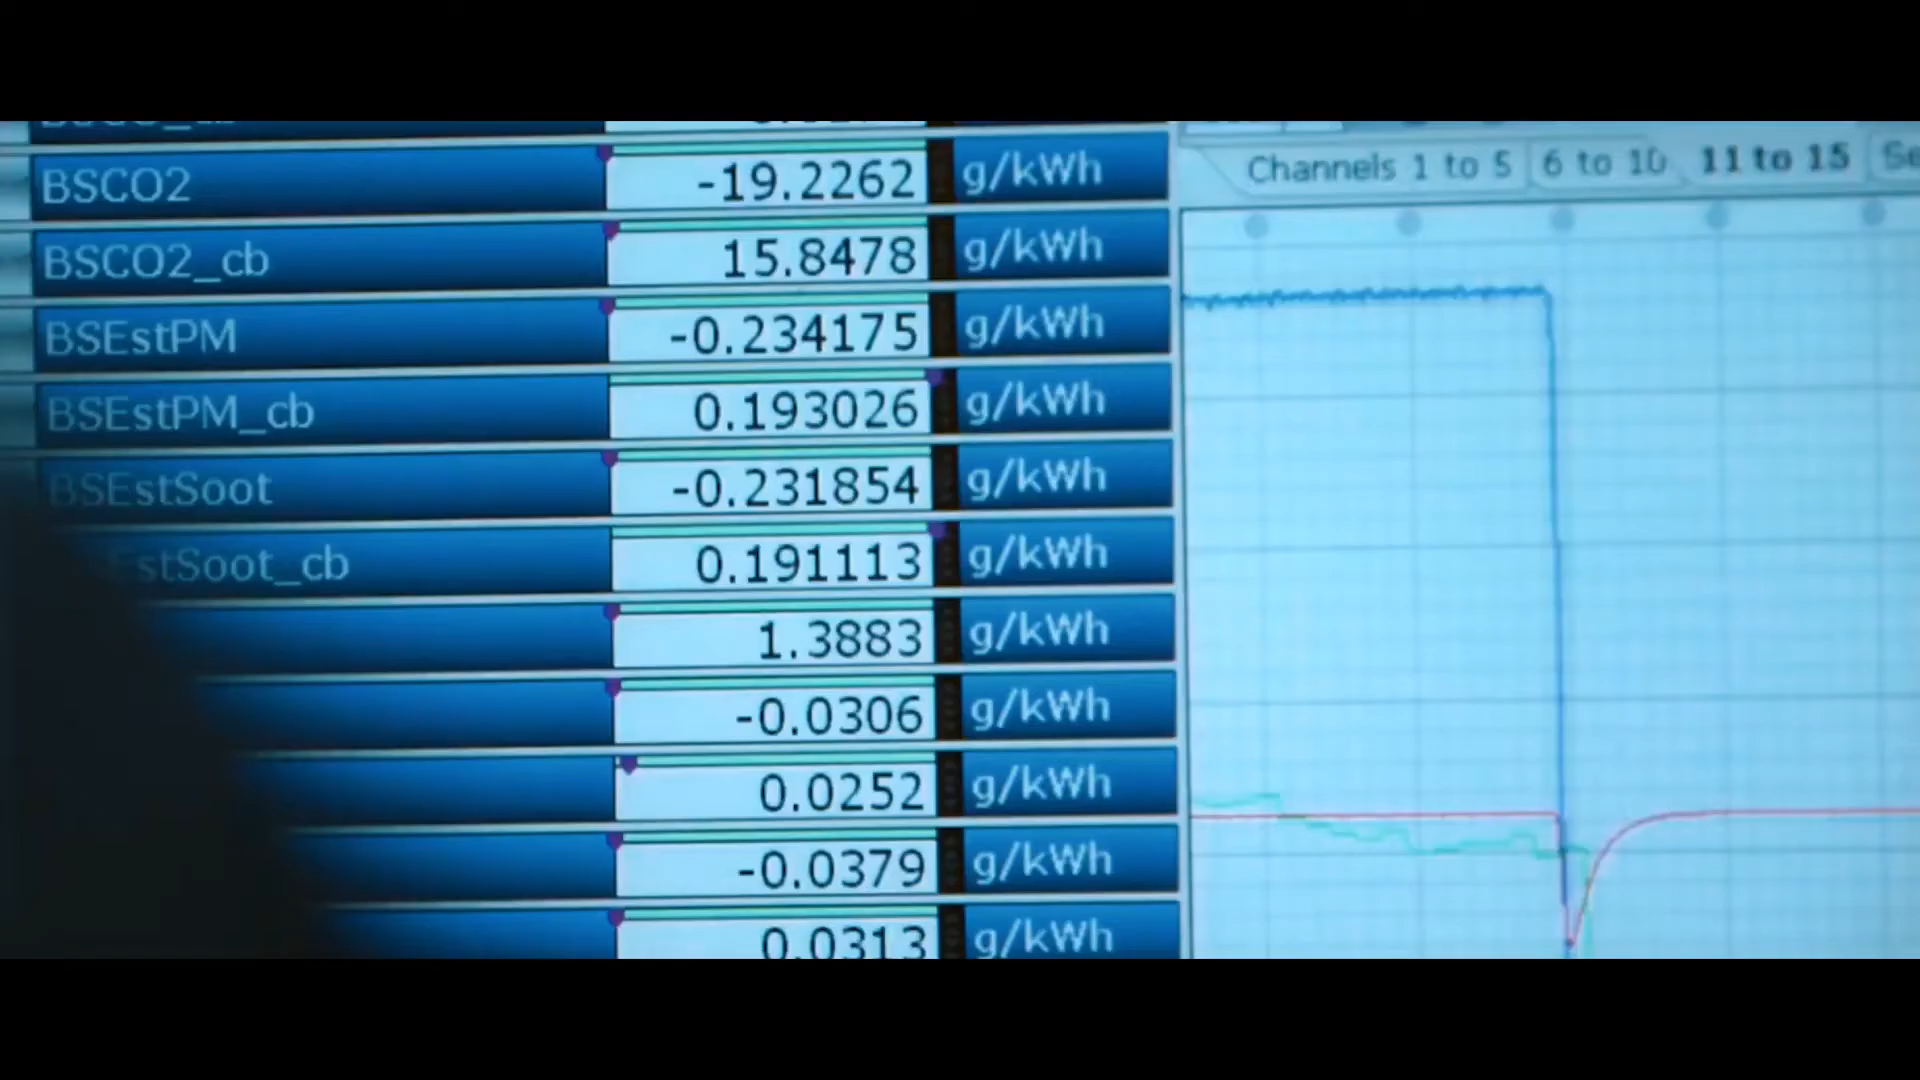 BSCO2 -19.2262 g/kWh
BSCO2_cb 15.8478 g/kWh
BSEstPM -0.234175 g/kWh
BSEstPM_cb 0.193026 g/kWh
BSEstSoot -0.231854 g/kWh
EstSoot_cb 0.191113 g/kWh
1.3883 g/kWh
-0.0306 g/kWh
0.0252 g/kWh
-0.0379 g/kWh
0.0313 g/kWh
Channels 1 to 5 6 to 10 11 to 15